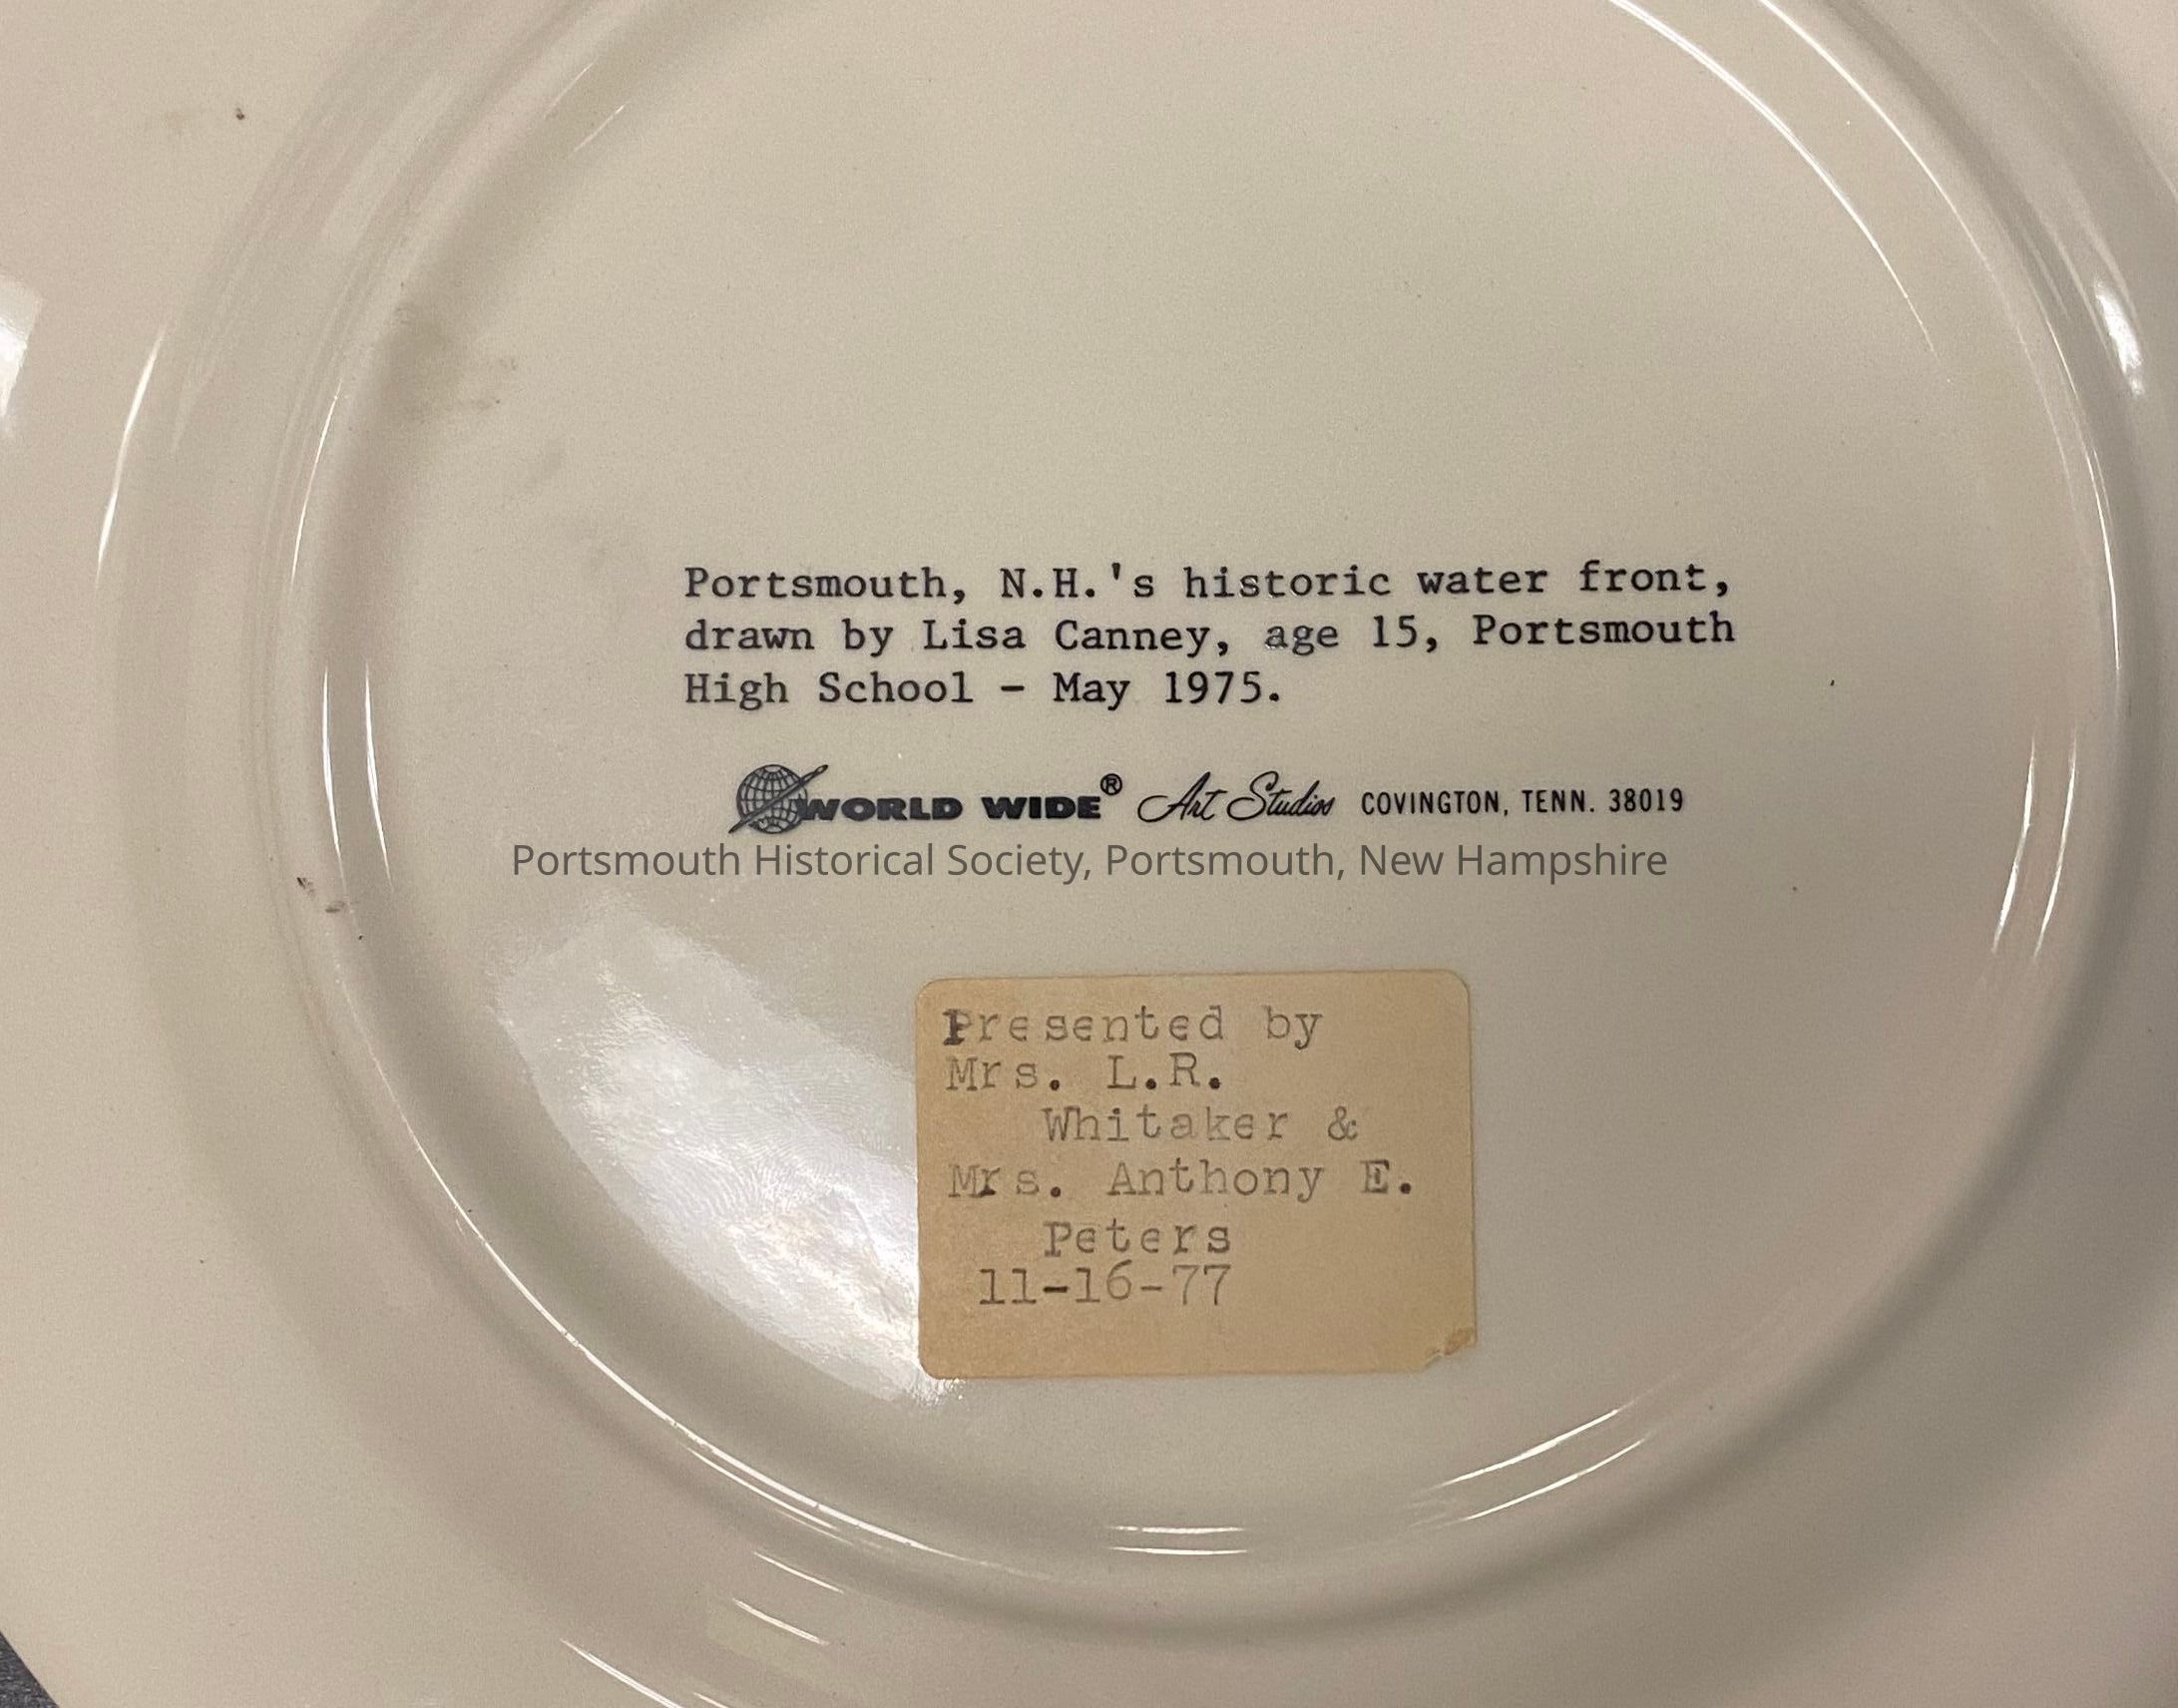 Portsmouth, N.H.'s historic water front,
drawn by Lisa Canney, age 15, Portsmouth
High School - May 1975.
WORLD WIDE® Art Studios COVINGTON, TENN. 38019
Portsmouth Historical Society, Portsmouth, New Hampshire
Presented by
Mrs. L.R.
Whitaker &
Mrs. Anthony E.
Peters
11-16-77